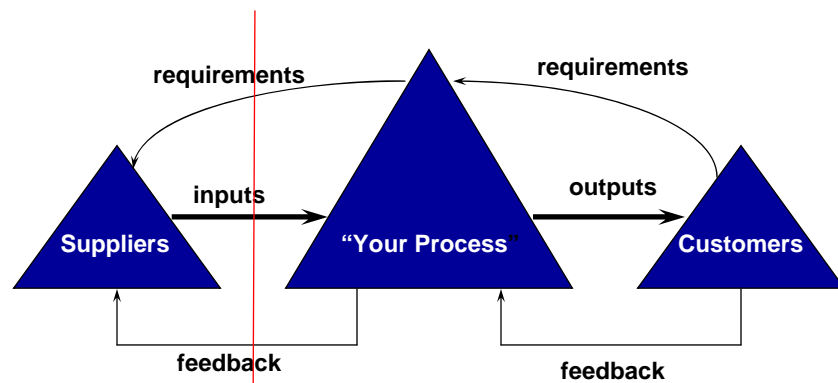 requirements
requirements
inputs
outputs
Suppliers
“Your Process”
Customers
feedback
feedback